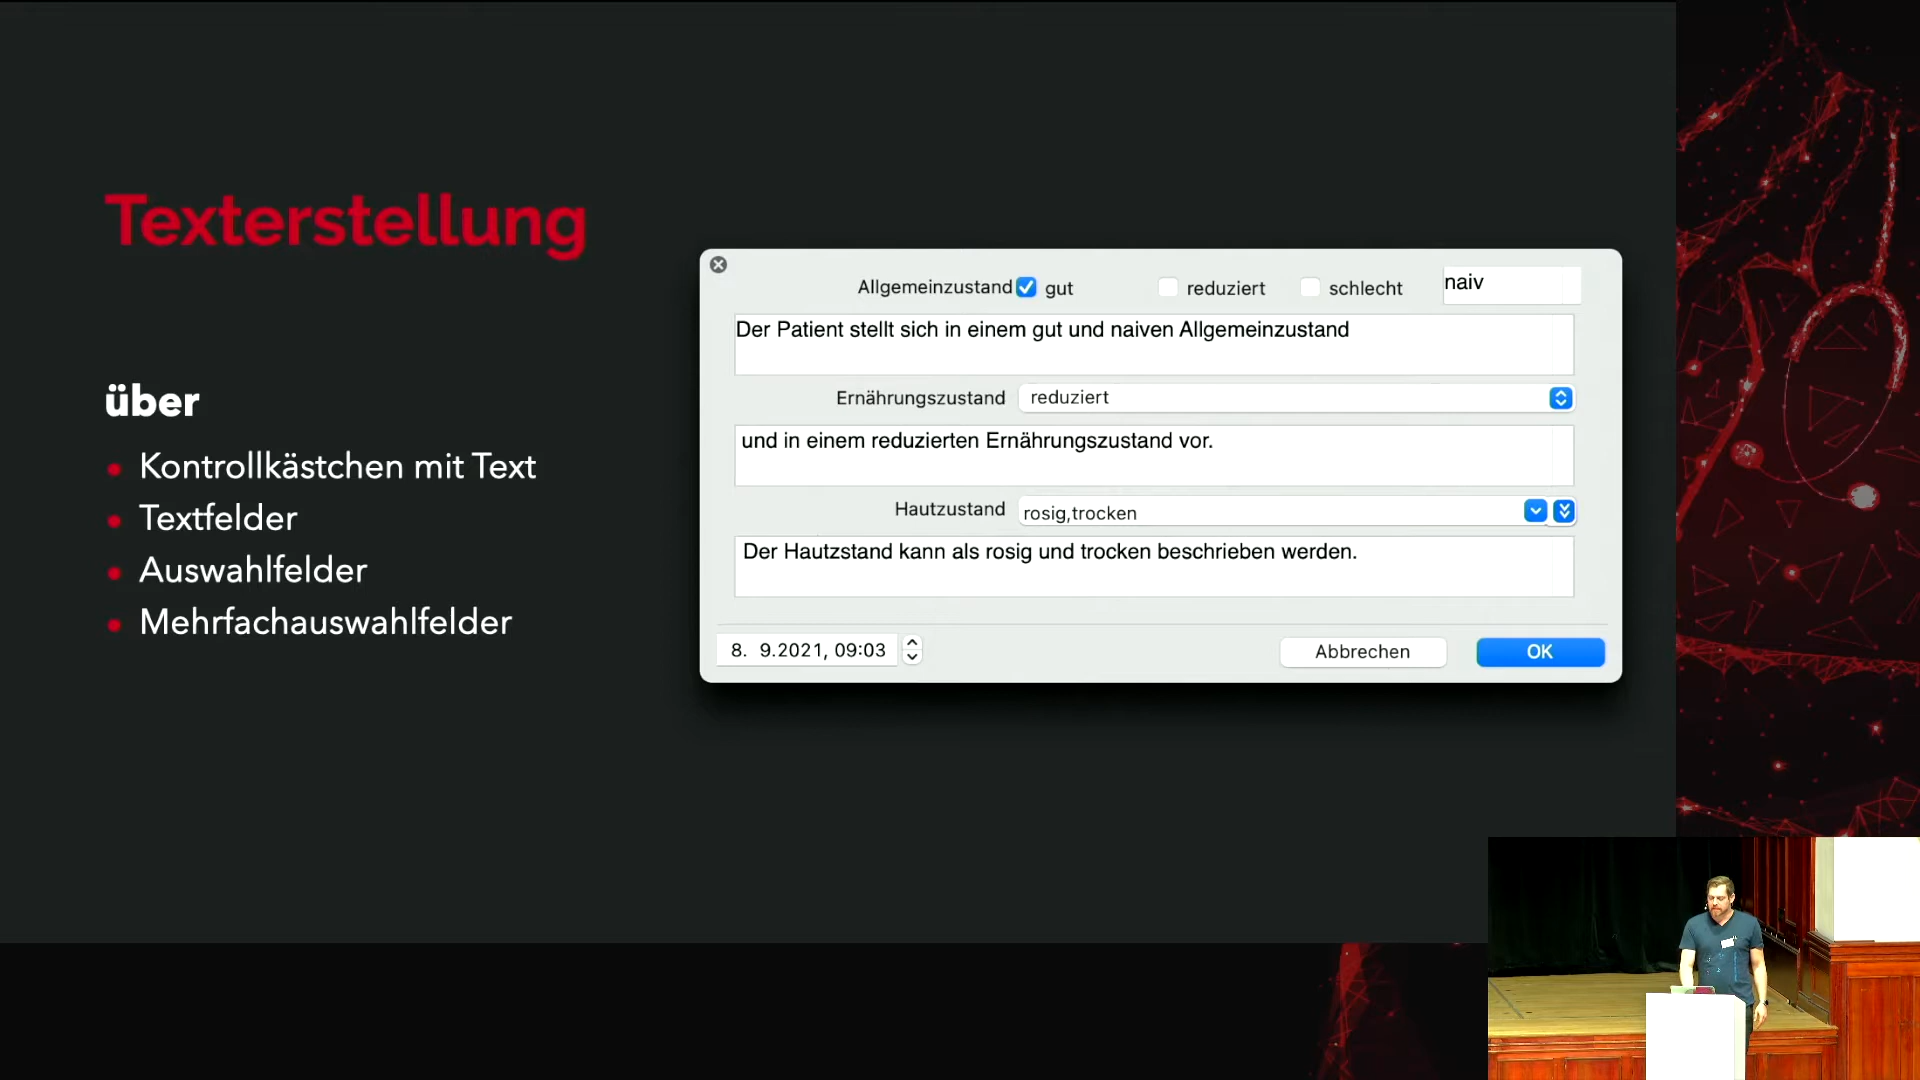 Texterstellung
über
Kontrollkästchen mit Text
Textfelder
Auswahlfelder
Mehrfachauswahlfelder
Allgemeinzustand gut reduziert schlecht naiv
Der Patient stellt sich in einem gut und naiven Allgemeinzustand
Ernährungszustand reduziert
und in einem reduzierten Ernährungszustand vor.
Hautzustand rosig,trocken
Der Hautzstand kann als rosig und trocken beschrieben werden.
8. 9.2021, 09:03 Abbrechen OK